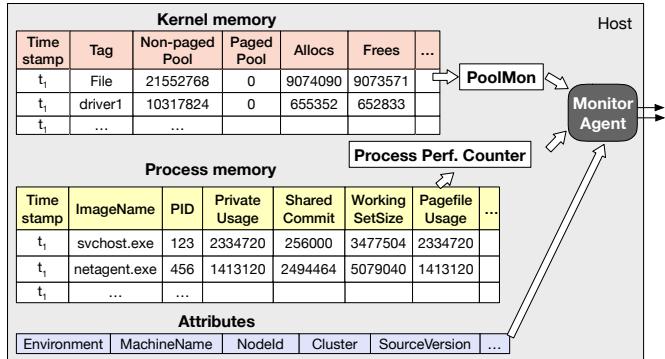 Kernel memory
Host
Time stamp Tag Non-paged Pool Paged Pool Allocs Frees ...
t1 File 21552768 0 9074090 9073571
t1 driver1 10317824 0 655352 652833
t1 ... ...
PoolMon
Monitor Agent
Process Perf. Counter
Process memory
Time stamp ImageName PID Private Usage Shared Commit Working SetSize Pagefile Usage ...
t1 svchost.exe 123 2334720 256000 3477504 2334720
t1 netagent.exe 456 1413120 2494464 5079040 1413120
t1 ... ...
Attributes
Environment MachineName NodeId Cluster SourceVersion ...